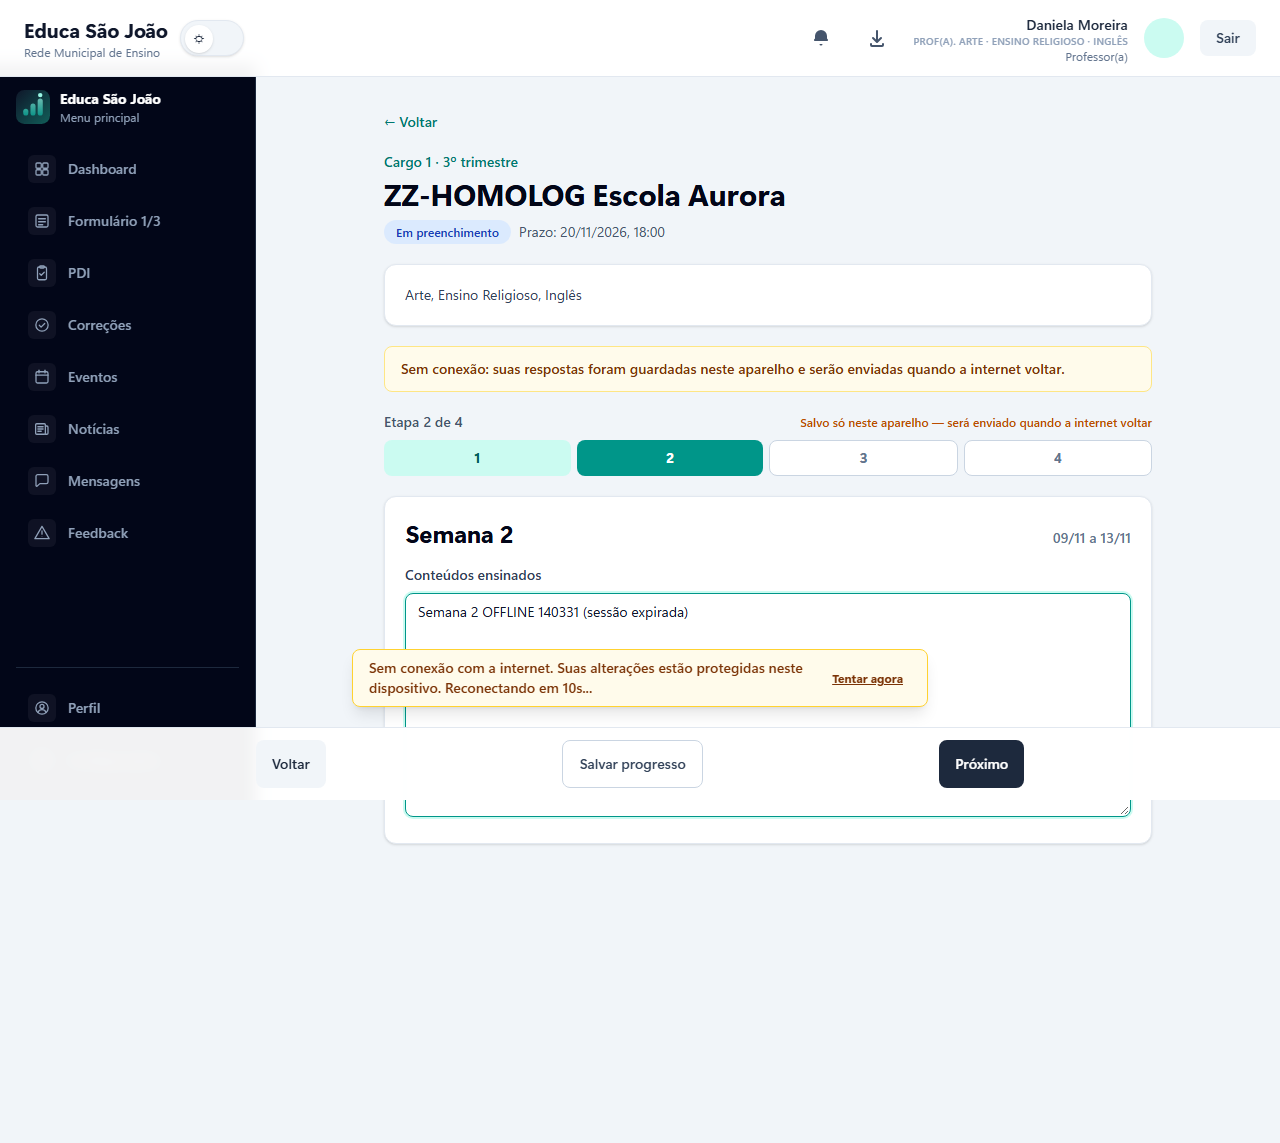 Educa São João
Rede Municipal de Ensino
Daniela Moreira
PROF(A). ARTE · ENSINO RELIGIOSO · INGLÊS
Professor(a)
Sair
Educa São João
Menu principal
Dashboard
Formulário 1/3
PDI
Correções
Eventos
Notícias
Mensagens
Feedback
Perfil
← Voltar
Cargo 1 · 3º trimestre
ZZ-HOMOLOG Escola Aurora
Em preenchimento
Prazo: 20/11/2026, 18:00
Arte, Ensino Religioso, Inglês
Sem conexão: suas respostas foram guardadas neste aparelho e serão enviadas quando a internet voltar.
Etapa 2 de 4
Salvo só neste aparelho — será enviado quando a internet voltar
1
2
3
4
Semana 2
09/11 a 13/11
Conteúdos ensinados
Semana 2 OFFLINE 140331 (sessão expirada)
Sem conexão com a internet. Suas alterações estão protegidas neste
dispositivo. Reconectando em 10s...
Tentar agora
Voltar
Salvar progresso
Próximo